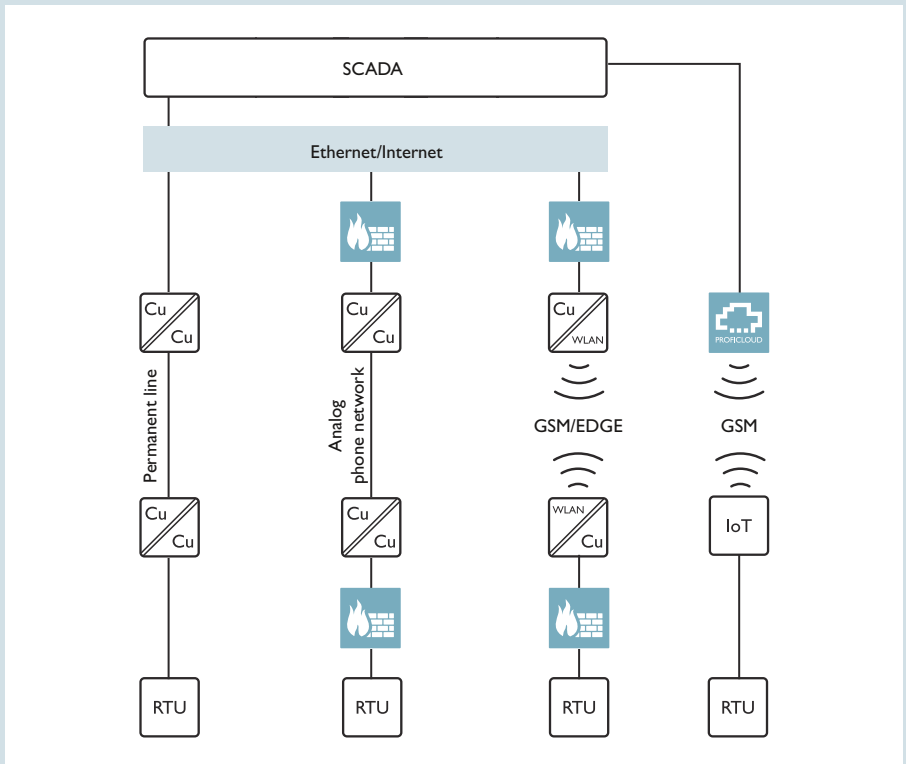 SCADA
Ethernet/Internet
Cu
Cu
Cu
Cu
Cu
WLAN
PROFICLOUD
Permanent line
Analog
phone network
GSM/EDGE
GSM
Cu
Cu
Cu
Cu
WLAN
Cu
IoT
RTU
RTU
RTU
RTU